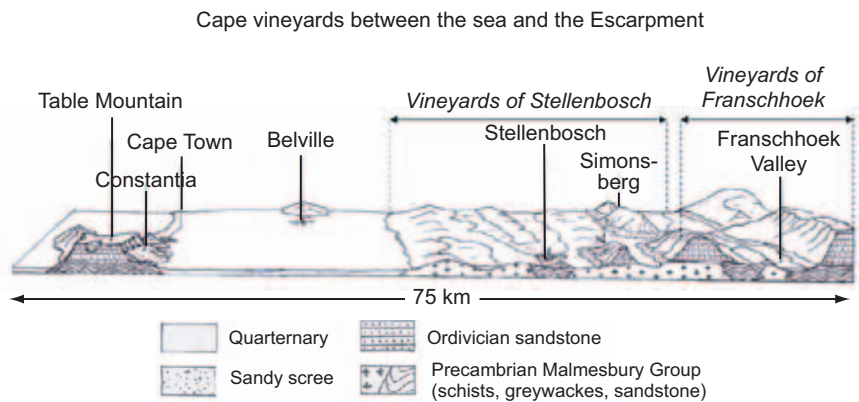 Cape vineyards between the sea and the Escarpment
Vineyards of
Franschhoek
Vineyards of Stellenbosch
Table Mountain
Cape Town
Constantia
Belville
Stellenbosch
Simons-
berg
Franschhoek
Valley
75 km
Quarternary
Ordivician sandstone
Sandy scree
Precambrian Malmesbury Group
(schists, greywackes, sandstone)